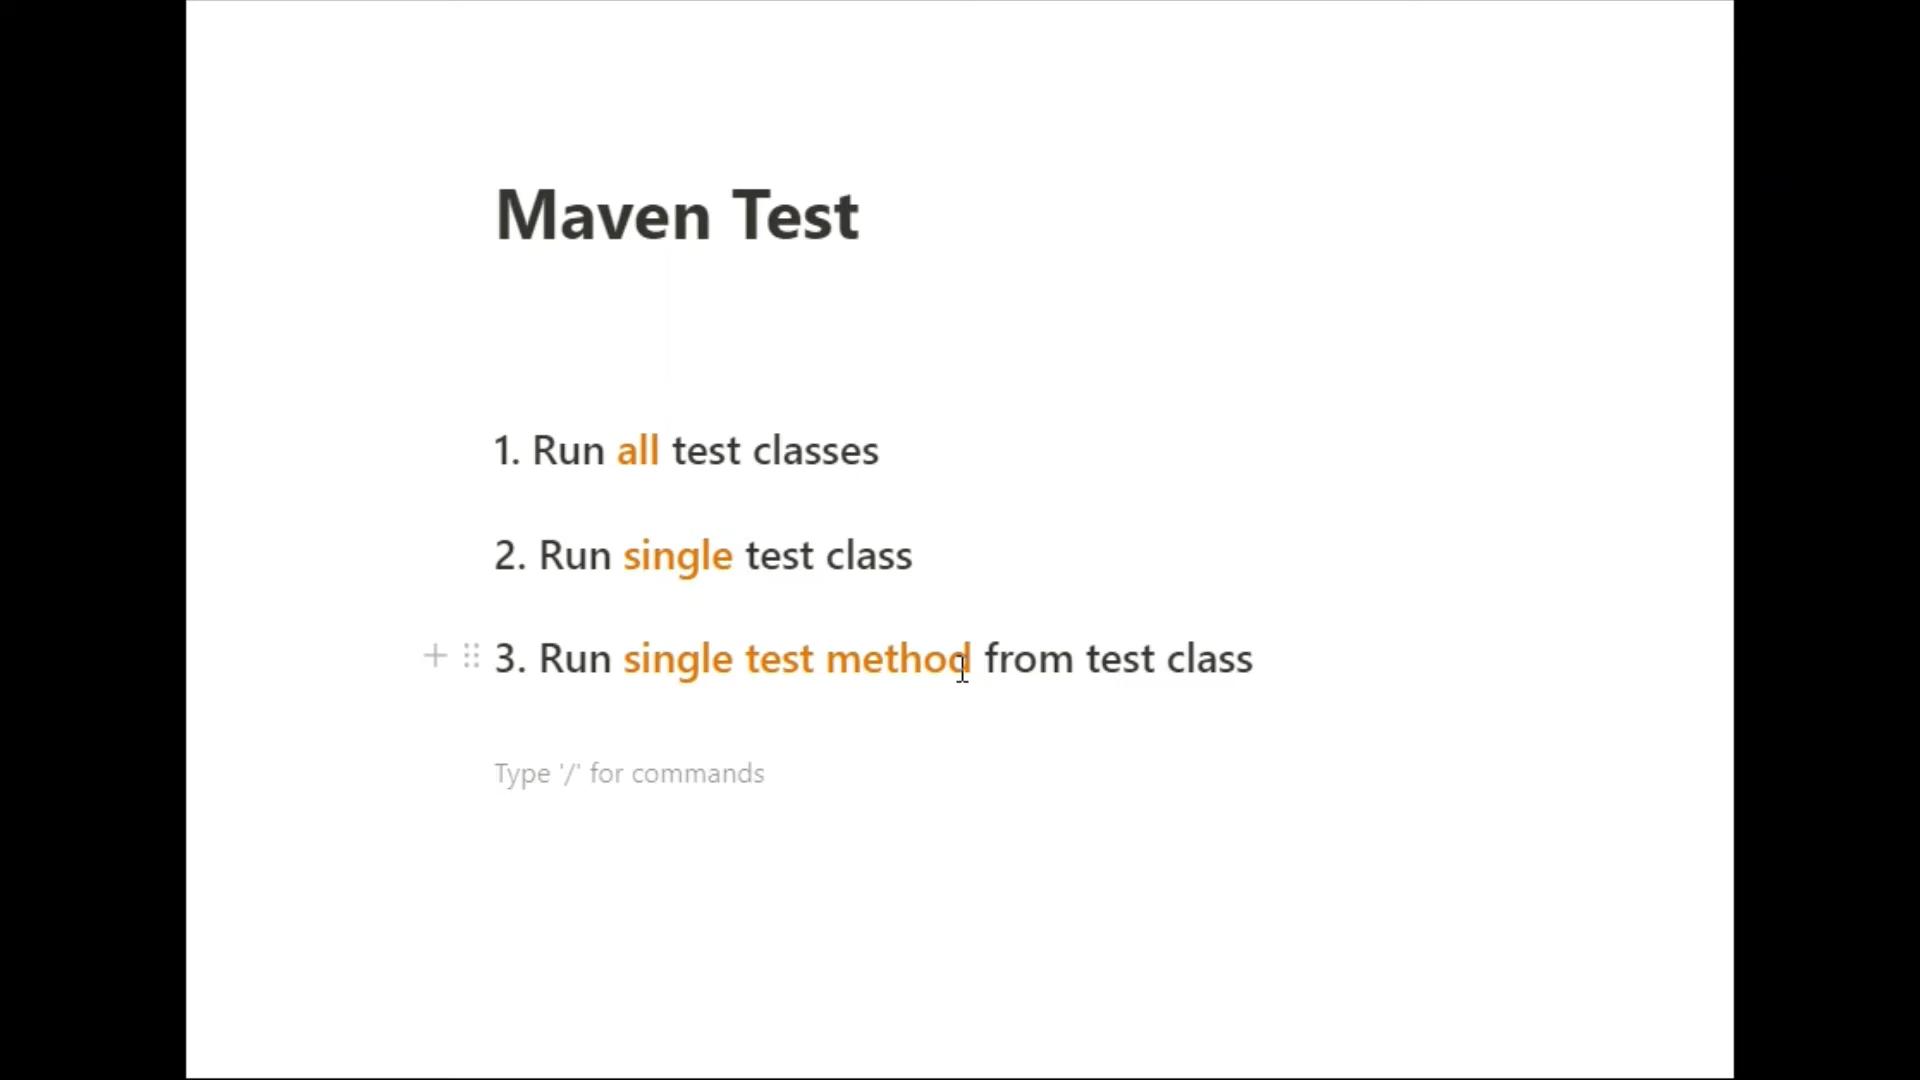 Maven Test
1. Run all test classes
2. Run single test class
3. Run single test method from test class
Type '/' for commands